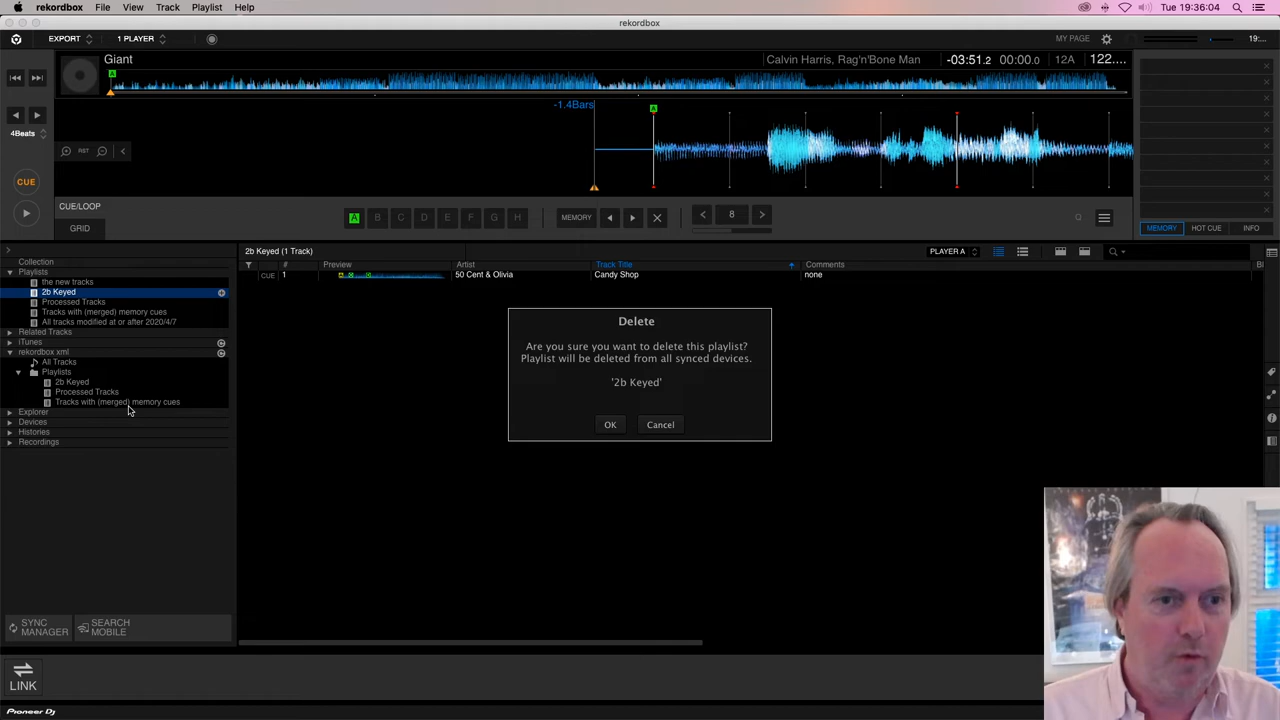 rekordbox File View Track Playlist Help Tue 19:36:04
rekordbox
EXPORT 1 PLAYER MY PAGE 19:...
Giant Calvin Harris, Rag'n'Bone Man -03:51.2 00:00.0 12A 122....
A
-1.4Bars A
4Beats
RST
CUE
CUE/LOOP
GRID
A B C D E F G H MEMORY 8 Q
MEMORY HOT CUE INFO
2b Keyed (1 Track) PLAYER A
Preview Artist Track Title Comments
CUE 1 50 Cent & Olivia Candy Shop none
Collection
Playlists
the new tracks
2b Keyed
Processed Tracks
Tracks with (merged) memory cues
All tracks modified at or after 2020/4/7
Related Tracks
iTunes
rekordbox xml
All Tracks
Playlists
2b Keyed
Processed Tracks
Tracks with (merged) memory cues
Explorer
Devices
Histories
Recordings
Delete
Are you sure you want to delete this playlist?
Playlist will be deleted from all synced devices.
'2b Keyed'
OK Cancel
SYNC MANAGER
SEARCH MOBILE
LINK
Pioneer Dj